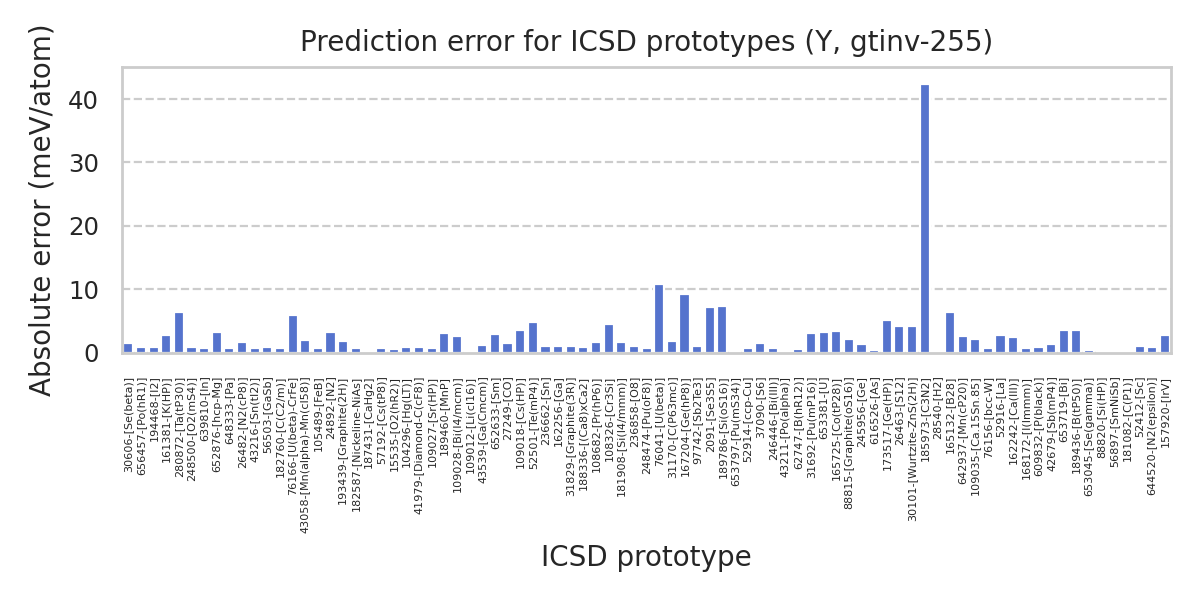 Prediction error for ICSD prototypes (Y, gtinv-255)
Absolute error (meV/atom)
40
30
20
10
0
30606-[Se(beta)]
656457-[Po(hR1)]
194468-[I2]
161381-[K(HP)]
280872-[Ta(tP30)]
248500-[O2(mS4)]
639810-[In]
652876-[hcp-Mg]
648333-[Pa]
26482-[N2(cP8)]
43216-[Sn(tI2)]
56503-[GaSb]
182760-[C(C2/m)]
76166-[U(beta)-CrFe]
43058-[Mn(alpha)-Mn(cI58)]
105489-[FeB]
24892-[N2]
193439-[Graphite(2H)]
182587-[Nickeline-NiAs]
187431-[CaHg2]
57192-[Cs(tP8)]
15535-[O2(hR2)]
104296-[Hg(LT)]
41979-[Diamond-C(cF8)]
109027-[Sr(HP)]
189460-[MnP]
109028-[Bi(I4/mcm)]
109012-[Li(cI16)]
43539-[Ga(Cmcm)]
652633-[Sm]
27249-[CO]
109018-[Cs(HP)]
52501-[Te(mP4)]
236662-[Sn]
162256-[Ga]
31829-[Graphite(3R)]
188336-[(Ca8)xCa2]
108682-[Pr(hP6)]
108326-[Cr3Si]
181908-[Si(I4/mmm)]
236858-[O8]
248474-[Pu(oF8)]
76041-[U(beta)]
31170-[C(P63mc)]
167204-[Ge(hP8)]
97742-[Sb2Te3]
2091-[Se3S5]
189786-[Si(oS16)]
653797-[Pu(mS34)]
52914-[ccp-Cu]
37090-[S6]
246446-[Bi(III)]
43211-[Po(alpha)]
62747-[B(hR12)]
31692-[Pu(mP16)]
653381-[U]
165725-[Co(tP28)]
88815-[Graphite(oS16)]
245956-[Ge]
616526-[As]
173517-[Ge(HP)]
26463-[S12]
30101-[Wurtzite-ZnS(2H)]
185973-[C3N2]
28540-[H2]
165132-[B28]
642937-[Mn(cP20)]
109035-[Ca.15Sn.85]
76156-[bcc-W]
52916-[La]
162242-[Ca(III)]
168172-[I(Immm)]
609832-[P(black)]
42679-[Sb(mP4)]
653719-[Bi]
189436-[B(tP50)]
653045-[Se(gamma)]
88820-[Si(HP)]
56897-[SmNiSb]
181082-[C(P1)]
52412-[Sc]
644520-[N2(epsilon)]
157920-[IrV]
ICSD prototype